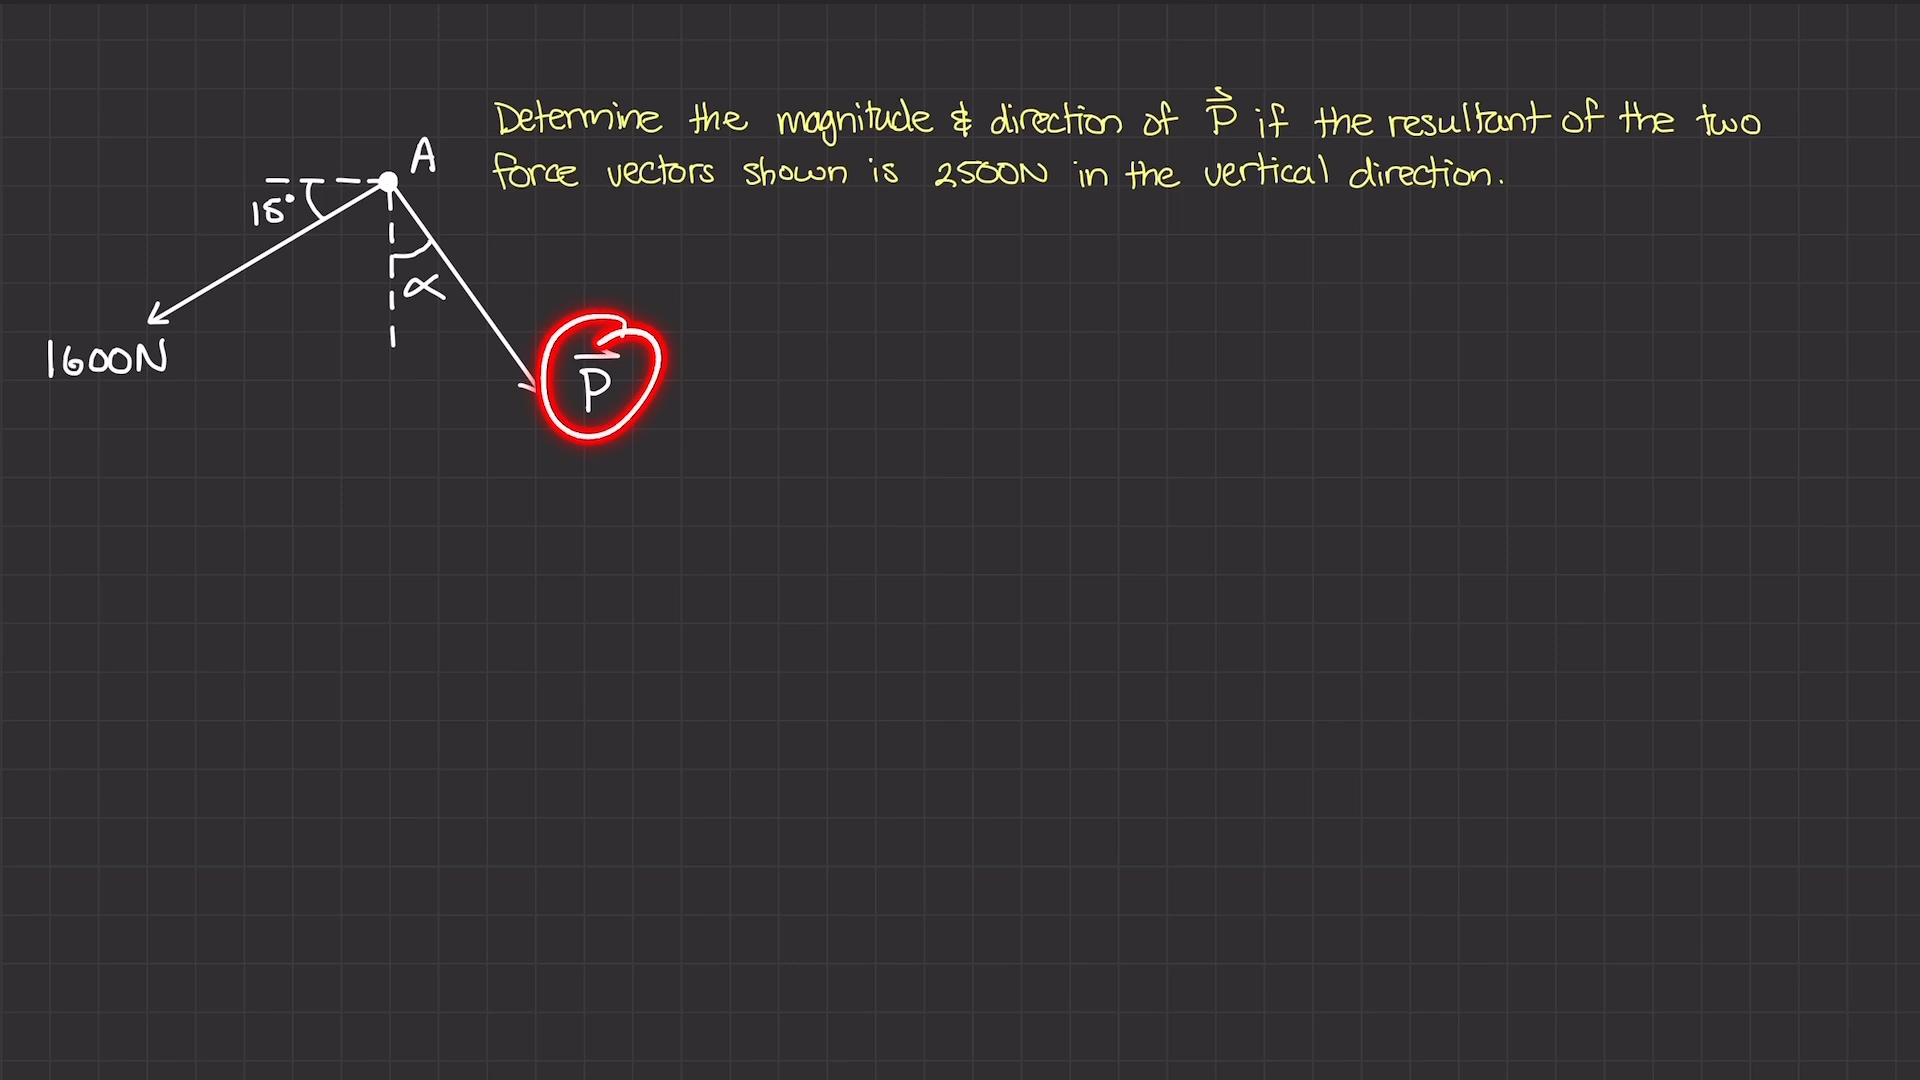 Determine the magnitude & direction of P⃗ if the resultant of the two
force vectors shown is 2500N in the vertical direction.
A
15°
α
1600N
P⃗